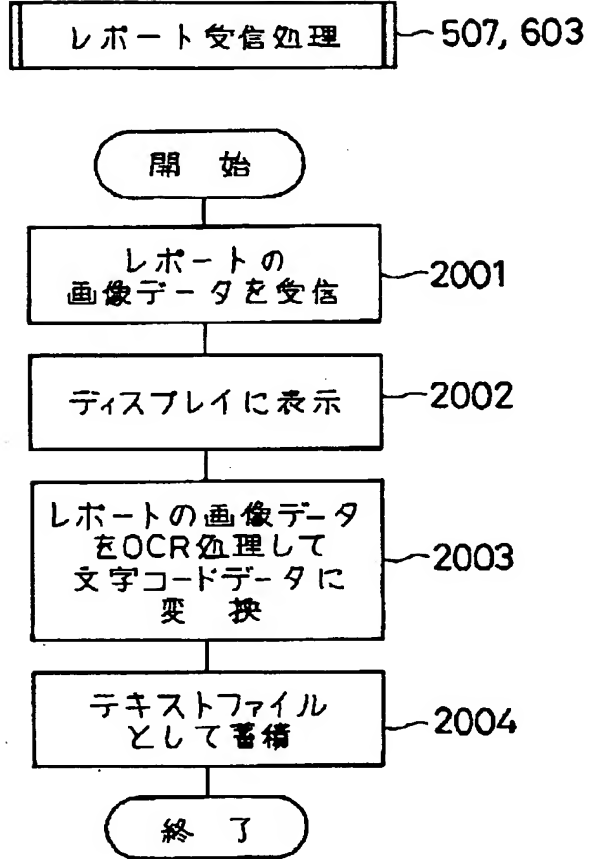 レポート受信処理 507, 603
開 始
レポートの
画像データを受信 2001
ディスプレイに表示 2002
レポートの画像データ
をOCR処理して 2003
文字コードデータに
変 換
テキストファイル
として蓄積 2004
終 了